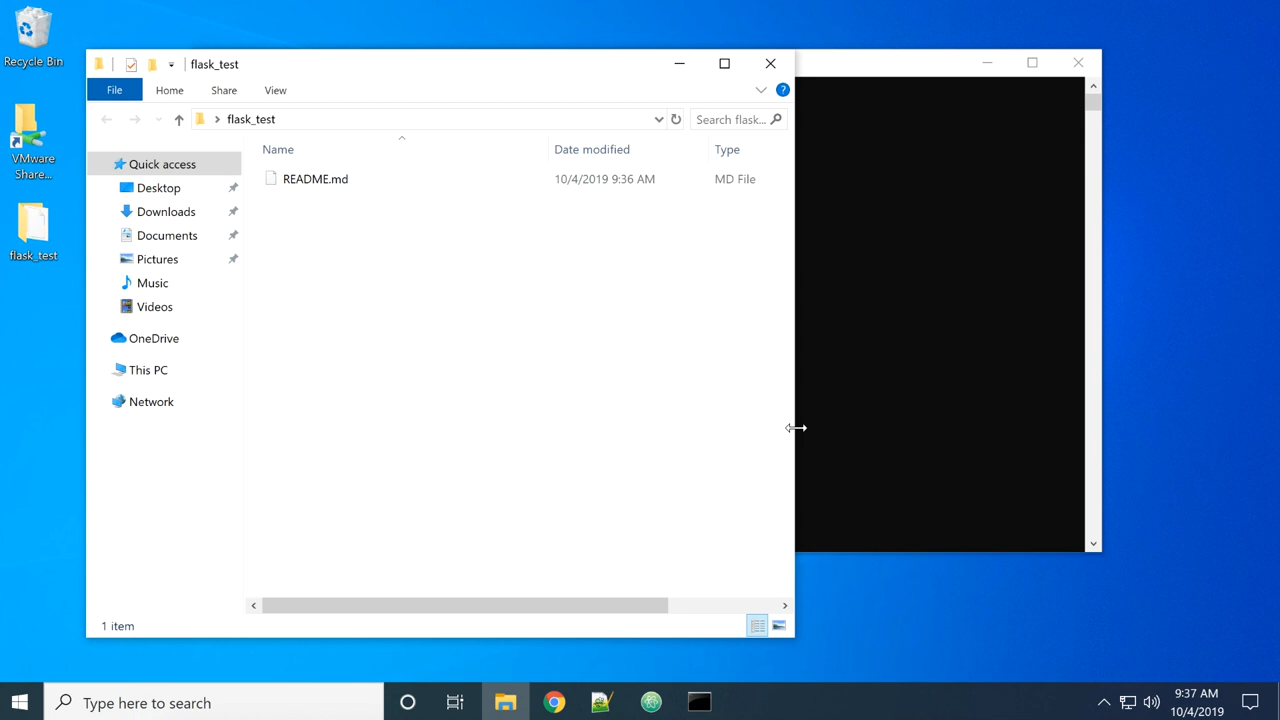 Recycle Bin
VMware
Share...
flask_test
flask_test
File
Home
Share
View
flask_test
Search flask...
Name
Date modified
Type
README.md
10/4/2019 9:36 AM
MD File
Quick access
Desktop
Downloads
Documents
Pictures
Music
Videos
OneDrive
This PC
Network
1 item
Type here to search
9:37 AM
10/4/2019